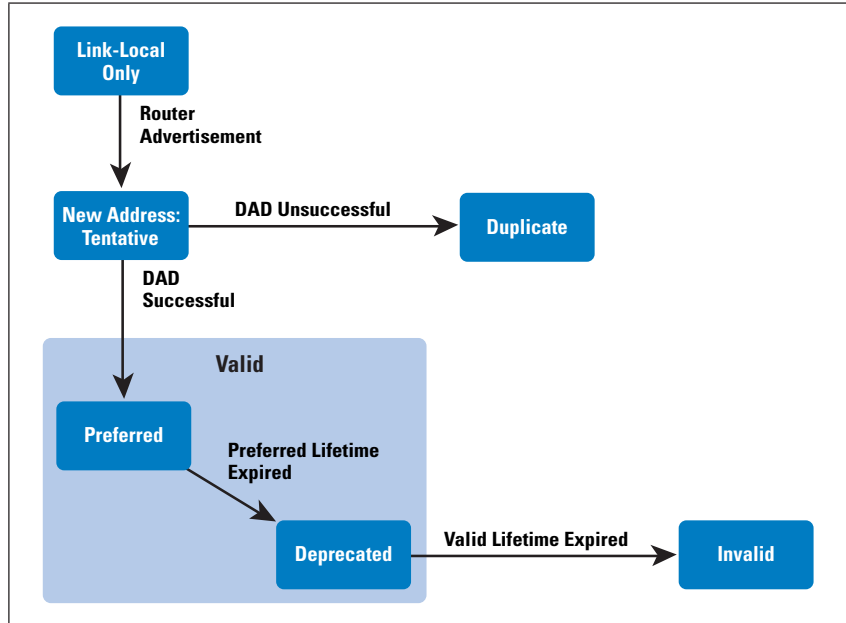 Link-Local
Only
Router
Advertisement
New Address:
Tentative
DAD Unsuccessful
Duplicate
DAD
Successful
Valid
Preferred
Preferred Lifetime
Expired
Deprecated
Valid Lifetime Expired
Invalid